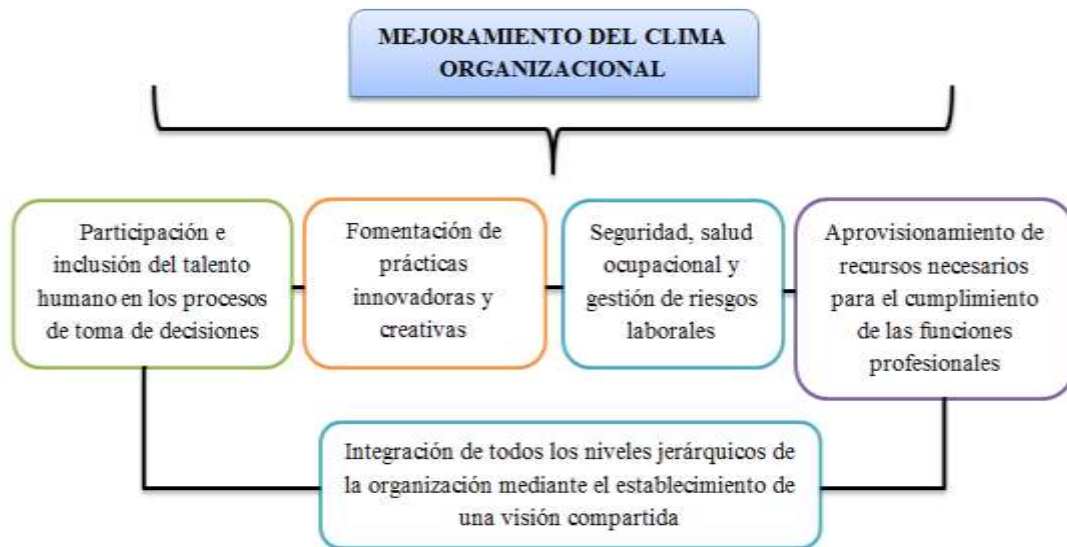 MEJORAMIENTO DEL CLIMA
ORGANIZACIONAL
Participación e
inclusión del talento
humano en los procesos
de toma de decisiones
Fomentación de
prácticas
innovadoras y
creativas
Seguridad, salud
ocupacional y
gestión de riesgos
laborales
Aprovisionamiento de
recursos necesarios
para el cumplimiento
de las funciones
profesionales
Integración de todos los niveles jerárquicos de
la organización mediante el establecimiento de
una visión compartida